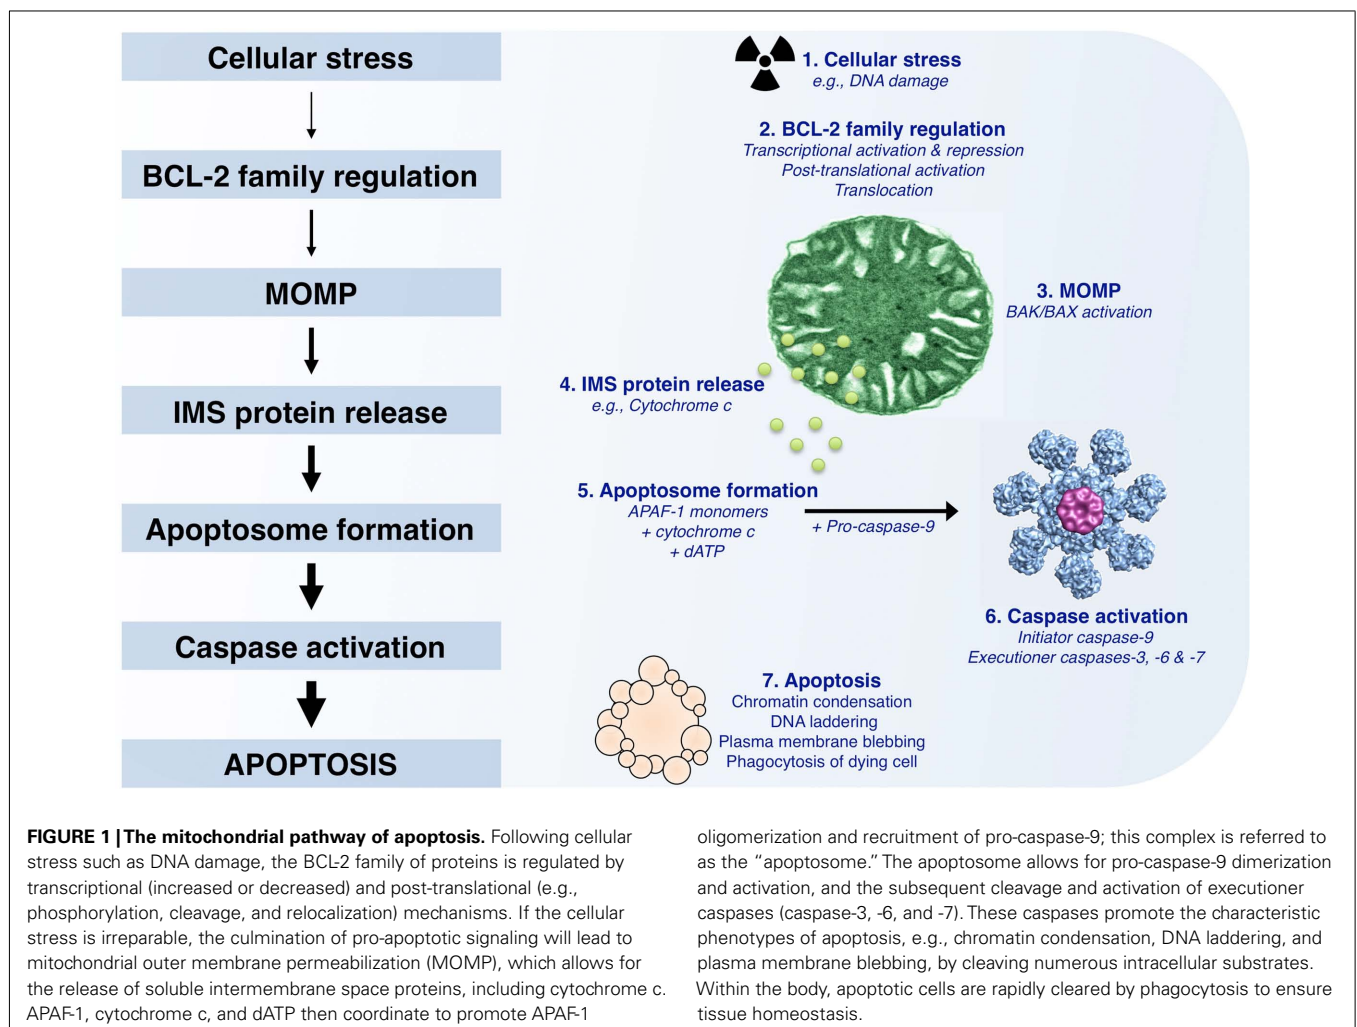 Cellular stress
BCL-2 family regulation
MOMP
IMS protein release
Apoptosome formation
Caspase activation
APOPTOSIS
1. Cellular stress
e.g., DNA damage
2. BCL-2 family regulation
Transcriptional activation & repression
Post-translational activation
Translocation
3. MOMP
BAK/BAX activation
4. IMS protein release
e.g., Cytochrome c
5. Apoptosome formation
APAF-1 monomers
+ cytochrome c
+ dATP
+ Pro-caspase-9
6. Caspase activation
Initiator caspase-9
Executioner caspases-3, -6 & -7
7. Apoptosis
Chromatin condensation
DNA laddering
Plasma membrane blebbing
Phagocytosis of dying cell
FIGURE 1 | The mitochondrial pathway of apoptosis. Following cellular
stress such as DNA damage, the BCL-2 family of proteins is regulated by
transcriptional (increased or decreased) and post-translational (e.g.,
phosphorylation, cleavage, and relocalization) mechanisms. If the cellular
stress is irreparable, the culmination of pro-apoptotic signaling will lead to
mitochondrial outer membrane permeabilization (MOMP), which allows for
the release of soluble intermembrane space proteins, including cytochrome c.
APAF-1, cytochrome c, and dATP then coordinate to promote APAF-1
oligomerization and recruitment of pro-caspase-9; this complex is referred to
as the “apoptosome.” The apoptosome allows for pro-caspase-9 dimerization
and activation, and the subsequent cleavage and activation of executioner
caspases (caspase-3, -6, and -7). These caspases promote the characteristic
phenotypes of apoptosis, e.g., chromatin condensation, DNA laddering, and
plasma membrane blebbing, by cleaving numerous intracellular substrates.
Within the body, apoptotic cells are rapidly cleared by phagocytosis to ensure
tissue homeostasis.